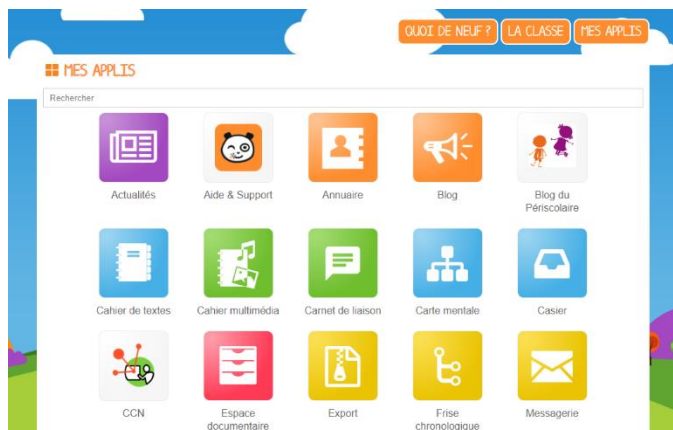 QUOI DE NEUF ? LA CLASSE MES APPLIS
MES APPLIS
Rechercher
Actualités Aide & Support Annuaire Blog Blog du
Périscolaire
Cahier de textes Cahier multimédia Carnet de liaison Carte mentale Casier
CCN Espace documentaire Export Frise chronologique Messagerie